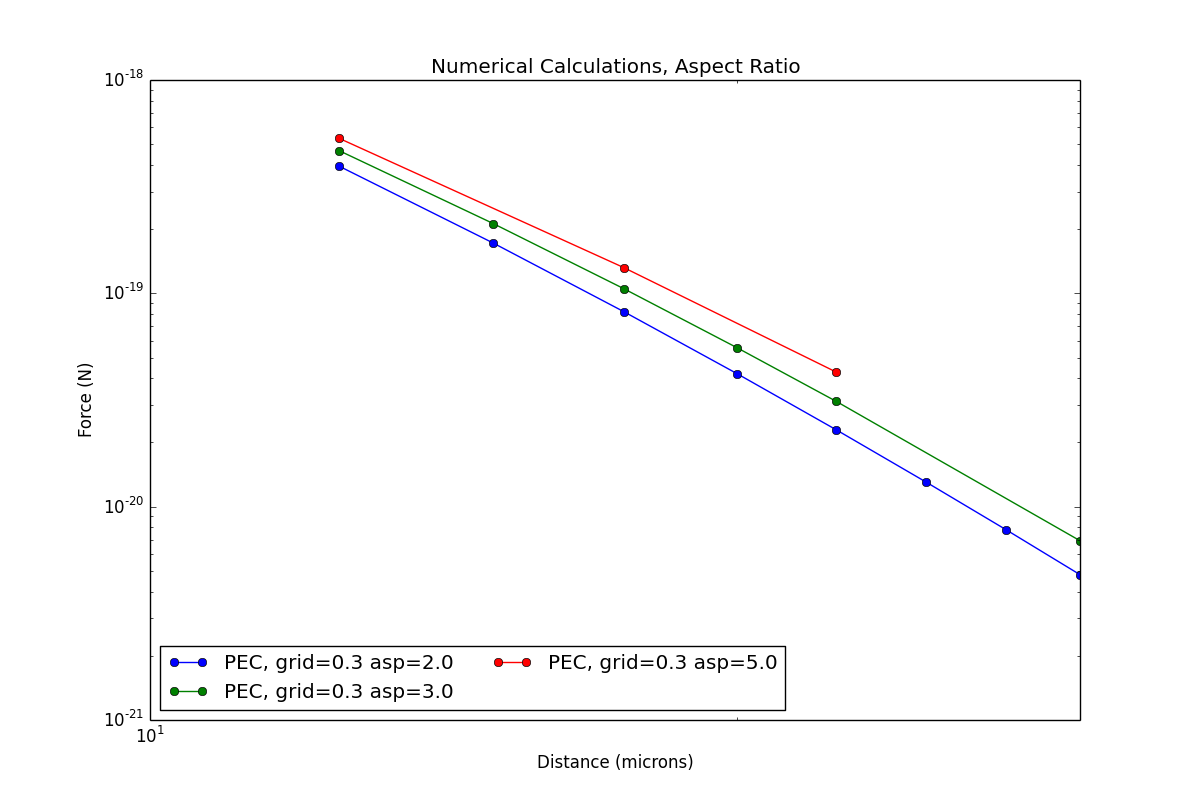 Numerical Calculations, Aspect Ratio
10^-18
10^-19
10^-20
10^-21
Force (N)
PEC, grid=0.3 asp=2.0
PEC, grid=0.3 asp=3.0
PEC, grid=0.3 asp=5.0
10^1
Distance (microns)